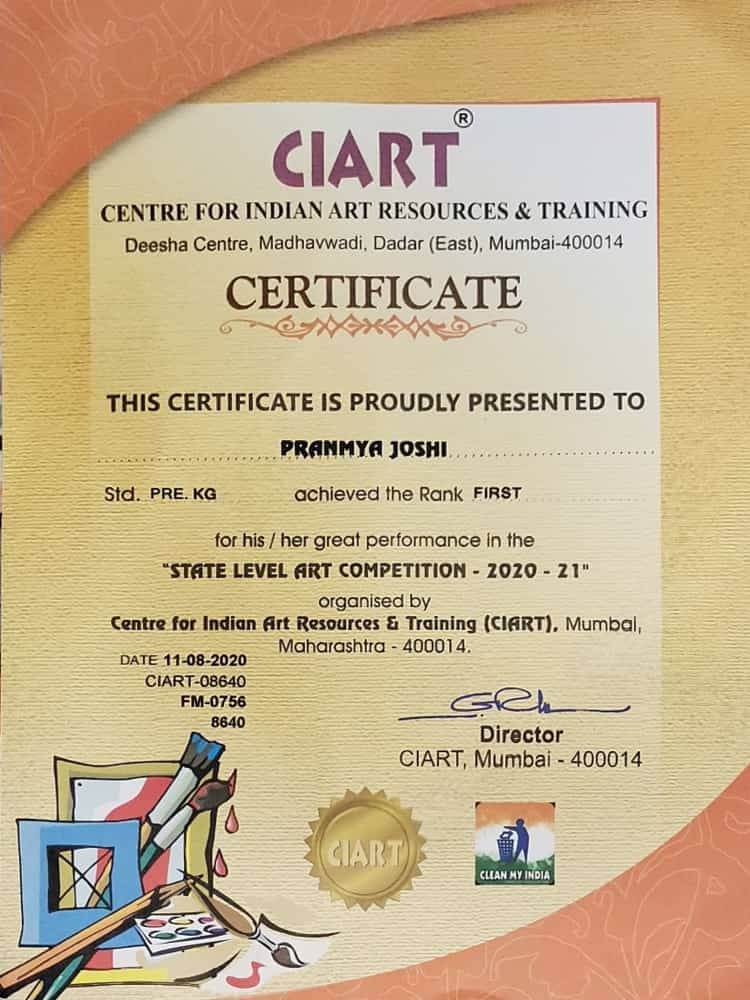 CIART®
CENTRE FOR INDIAN ART RESOURCES & TRAINING
Deesha Centre, Madhavwadi, Dadar (East), Mumbai-400014
CERTIFICATE
THIS CERTIFICATE IS PROUDLY PRESENTED TO
PRANMYA JOSHI
Std. PRE. KG achieved the Rank FIRST
for his / her great performance in the
"STATE LEVEL ART COMPETITION - 2020 - 21"
organised by
Centre for Indian Art Resources & Training (CIART), Mumbai,
Maharashtra - 400014.
DATE 11-08-2020
CIART-08640
FM-0756
8640
Director
CIART, Mumbai - 400014
CIART
CLEAN MY INDIA